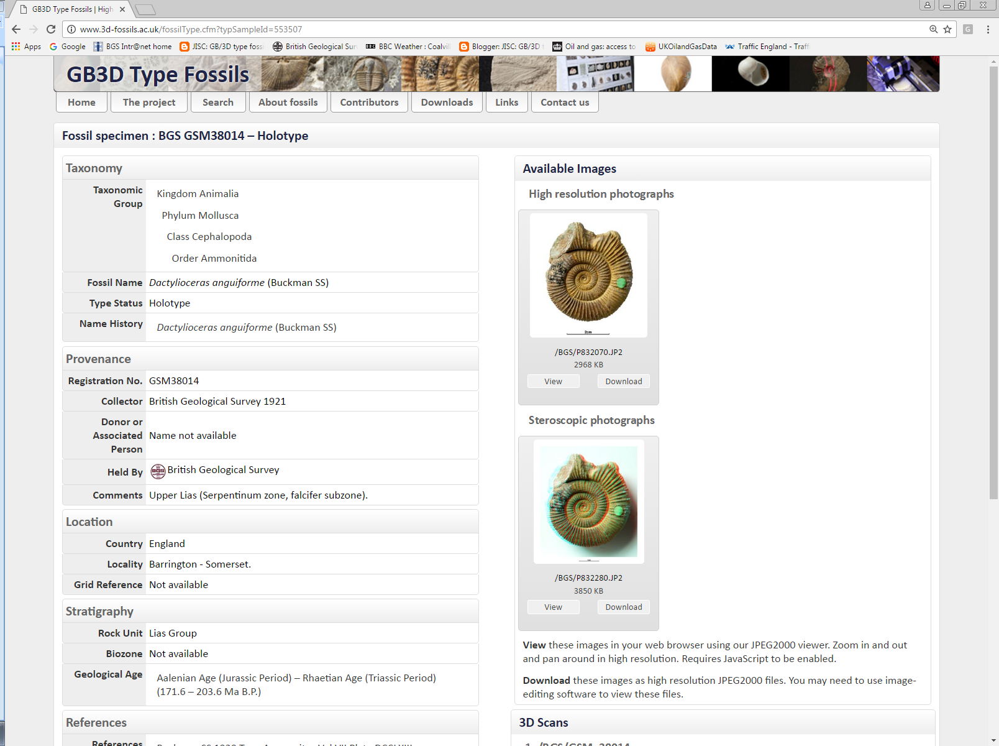 GB3D Type Fossils | High
www.3d-fossils.ac.uk/fossilType.cfm?typSampleId=553507
Apps Google BGS Intr@net home JISC: GB/3D type foss British Geological Sur BBC Weather : Coalvil Blogger: JISC: GB/3D Oil and gas: access to UKOilandGasData Traffic England - Traff
GB3D Type Fossils
Home The project Search About fossils Contributors Downloads Links Contact us
Fossil specimen : BGS GSM38014 – Holotype
Taxonomy
Taxonomic
Group
Kingdom Animalia
Phylum Mollusca
Class Cephalopoda
Order Ammonitida
Fossil Name Dactylioceras anguiforme (Buckman SS)
Type Status Holotype
Name History Dactylioceras anguiforme (Buckman SS)
Provenance
Registration No. GSM38014
Collector British Geological Survey 1921
Donor or
Associated
Person
Name not available
Held By BGS British Geological Survey
Comments Upper Lias (Serpentinum zone, falcifer subzone).
Location
Country England
Locality Barrington - Somerset.
Grid Reference Not available
Stratigraphy
Rock Unit Lias Group
Biozone Not available
Geological Age Aalenian Age (Jurassic Period) – Rhaetian Age (Triassic Period)
(171.6 – 203.6 Ma B.P.)
References
References
Available Images
High resolution photographs
2cm
/BGS/P832070.JP2
2968 KB
View Download
Steroscopic photographs
/BGS/P832280.JP2
3850 KB
View Download
View these images in your web browser using our JPEG2000 viewer. Zoom in and out
and pan around in high resolution. Requires JavaScript to be enabled.
Download these images as high resolution JPEG2000 files. You may need to use image-
editing software to view these files.
3D Scans
1. /BGS/GSM_38014